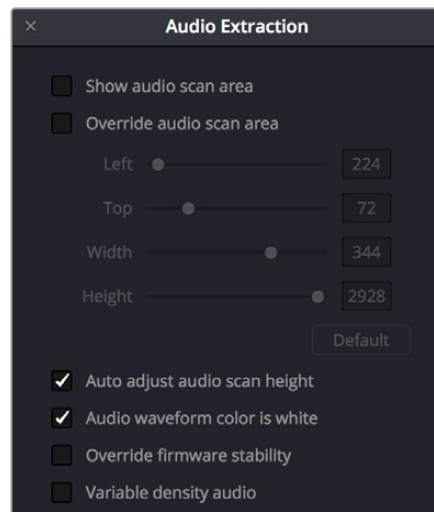 Audio Extraction
Show audio scan area
Override audio scan area
Left 224
Top 72
Width 344
Height 2928
Default
Auto adjust audio scan height
Audio waveform color is white
Override firmware stability
Variable density audio